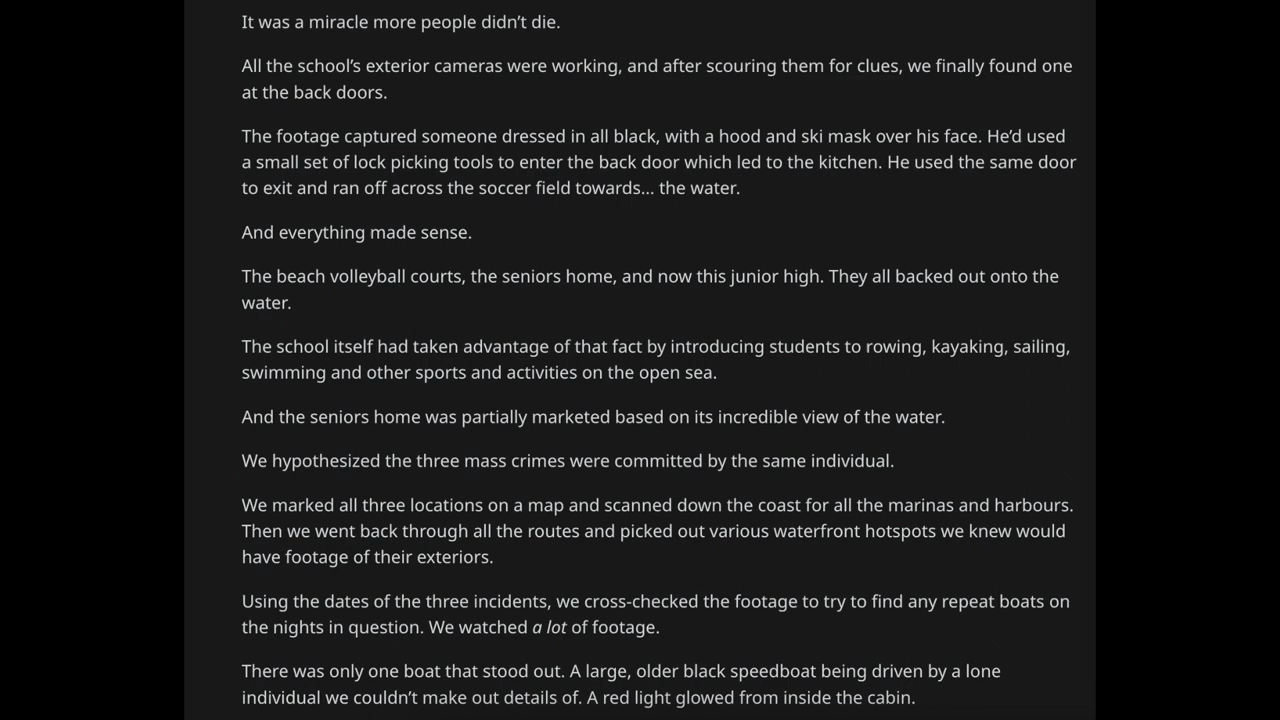 It was a miracle more people didn’t die.
All the school’s exterior cameras were working, and after scouring them for clues, we finally found one
at the back doors.
The footage captured someone dressed in all black, with a hood and ski mask over his face. He’d used
a small set of lock picking tools to enter the back door which led to the kitchen. He used the same door
to exit and ran off across the soccer field towards... the water.
And everything made sense.
The beach volleyball courts, the seniors home, and now this junior high. They all backed out onto the
water.
The school itself had taken advantage of that fact by introducing students to rowing, kayaking, sailing,
swimming and other sports and activities on the open sea.
And the seniors home was partially marketed based on its incredible view of the water.
We hypothesized the three mass crimes were committed by the same individual.
We marked all three locations on a map and scanned down the coast for all the marinas and harbours.
Then we went back through all the routes and picked out various waterfront hotspots we knew would
have footage of their exteriors.
Using the dates of the three incidents, we cross-checked the footage to try to find any repeat boats on
the nights in question. We watched a lot of footage.
There was only one boat that stood out. A large, older black speedboat being driven by a lone
individual we couldn’t make out details of. A red light glowed from inside the cabin.